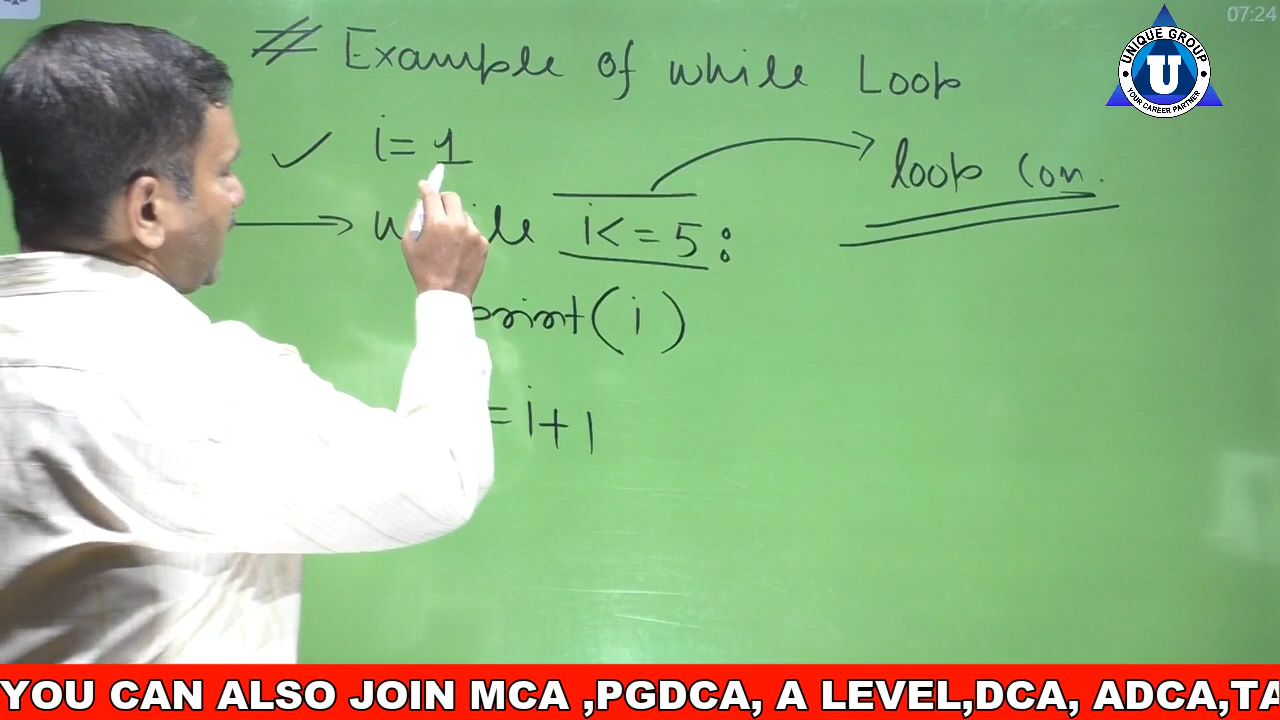 07:24
# Example of while Loop
UNIQUE GROUP
U
YOUR CAREER PARTNER
i= 1
loop Con.
i<=5:
print(i)
=i+1
YOU CAN ALSO JOIN MCA ,PGDCA, A LEVEL,DCA, ADCA,TA